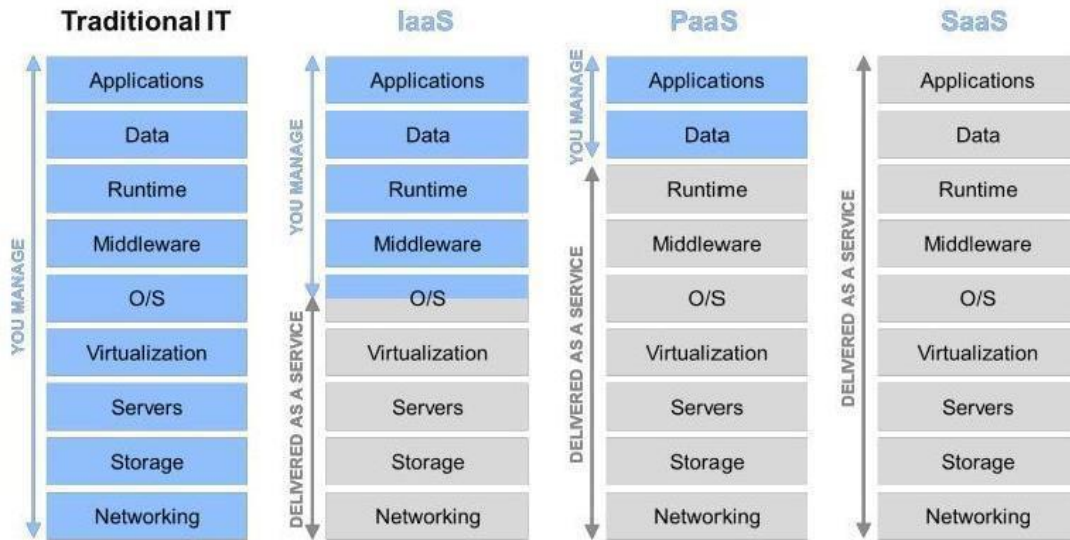 Traditional IT
IaaS
PaaS
SaaS
YOU MANAGE
Applications
Data
Runtime
Middleware
O/S
Virtualization
Servers
Storage
Networking
YOU MANAGE
DELIVERED AS A SERVICE
Applications
Data
Runtime
Middleware
O/S
Virtualization
Servers
Storage
Networking
YOU MANAGE
DELIVERED AS A SERVICE
Applications
Data
Runtime
Middleware
O/S
Virtualization
Servers
Storage
Networking
DELIVERED AS A SERVICE
Applications
Data
Runtime
Middleware
O/S
Virtualization
Servers
Storage
Networking